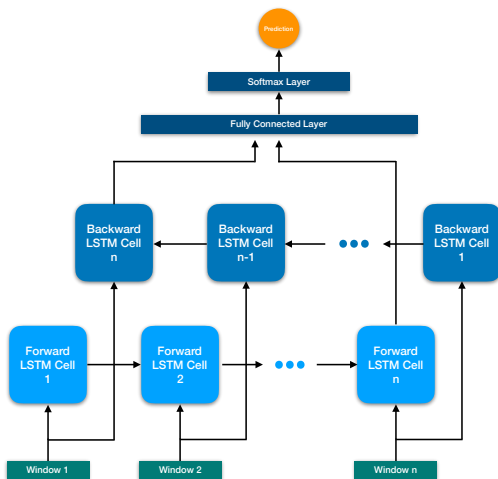 Prediction
Softmax Layer
Fully Connected Layer
Backward
LSTM Cell
n
Backward
LSTM Cell
n-1
Backward
LSTM Cell
1
Forward
LSTM Cell
1
Forward
LSTM Cell
2
Forward
LSTM Cell
n
Window 1
Window 2
Window n